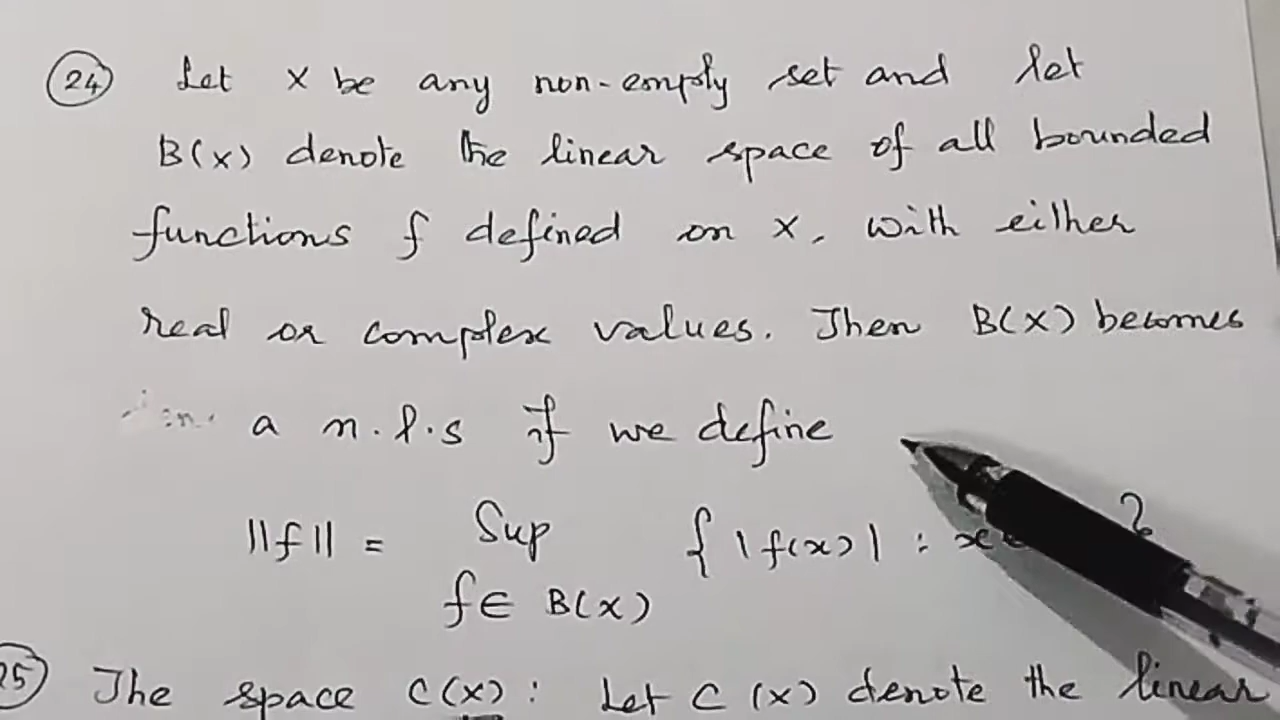 24 Let X be any non-empty set and let
B(X) denote the linear space of all bounded
functions f defined on X, with either
real or complex values. Then B(X) becomes
a n.l.s if we define
||f|| = Sup { |f(x)| : x }
f∈ B(X)
25 The space C(X): Let C(X) denote the linear